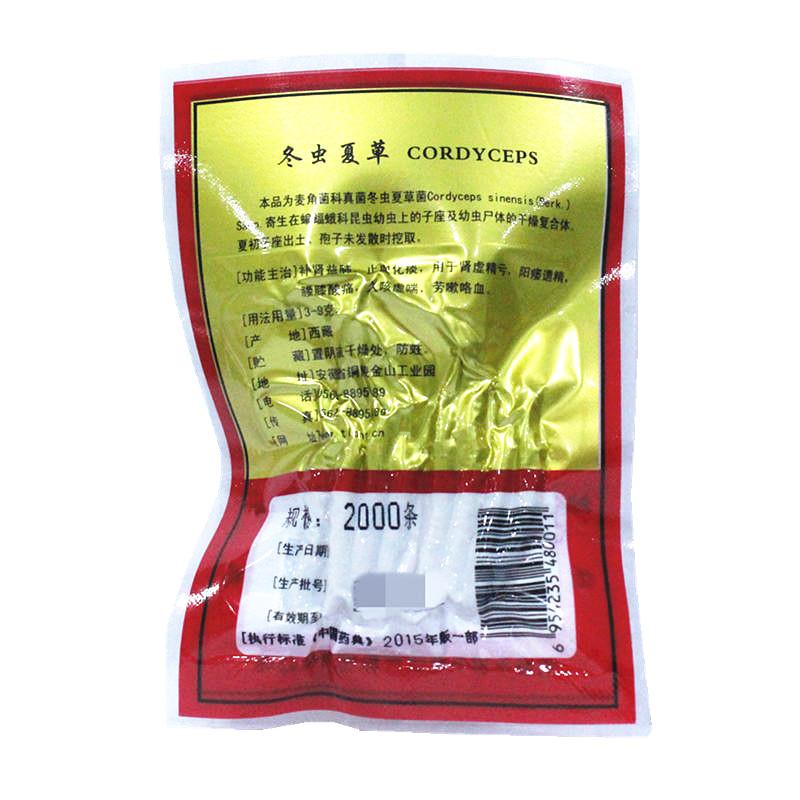 冬虫夏草 CORDYCEPS
本品为麦角菌科真菌冬虫夏草菌Cordyceps sinensis(Berk.)
寄生在蝙蝠蛾科昆虫幼虫上的子座及幼虫尸体的干燥复合体.
夏初子座出土, 孢子未发散时挖取.
[功能主治]补肾益肺, 止血化痰, 用于肾虚精亏, 阳痿遗精,
腰膝酸痛, 久咳虚喘, 劳嗽咯血.
[用法用量]3-9克
[产 地]西藏
[贮 藏]置阴凉干燥处, 防蛀.
[地 址]安徽省铜陵金山工业园
[电 话]
[传 真]
[网 址]
规格: 2000条
[生产日期]
[生产批号]
[有效期至]
[执行标准《中国药典》 2015年版一部
6 954235 480011